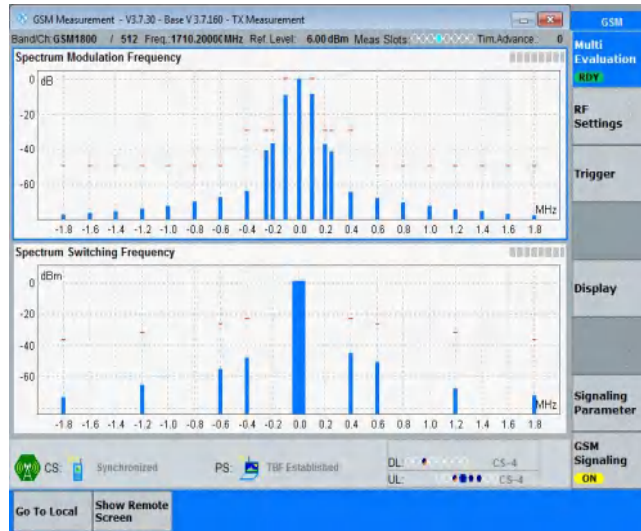 GSM Measurement - V3.7.30 - Base V 3.7.160 - TX Measurement
GSM
Band/Ch: GSM1800 / 512 Freq.: 1710.2000 MHz Ref. Level: 6.00 dBm Meas Slots: Tim.Advance: 0
Multi Evaluation
RDY
Spectrum Modulation Frequency
0 dB
-20
-40
-60
MHz
-1.8 -1.6 -1.4 -1.2 -1.0 -0.8 -0.6 -0.4 -0.2 0.0 0.2 0.4 0.6 0.8 1.0 1.2 1.4 1.6 1.8
RF Settings
Trigger
Spectrum Switching Frequency
0 dBm
-20
-40
-60
MHz
-1.8 -1.6 -1.4 -1.2 -1.0 -0.8 -0.6 -0.4 -0.2 0.0 0.2 0.4 0.6 0.8 1.0 1.2 1.4 1.6 1.8
Display
Signaling Parameter
CS: Synchronized PS: TBF Established DL: CS-4
UL: CS-4
GSM Signaling
ON
Go To Local
Show Remote Screen